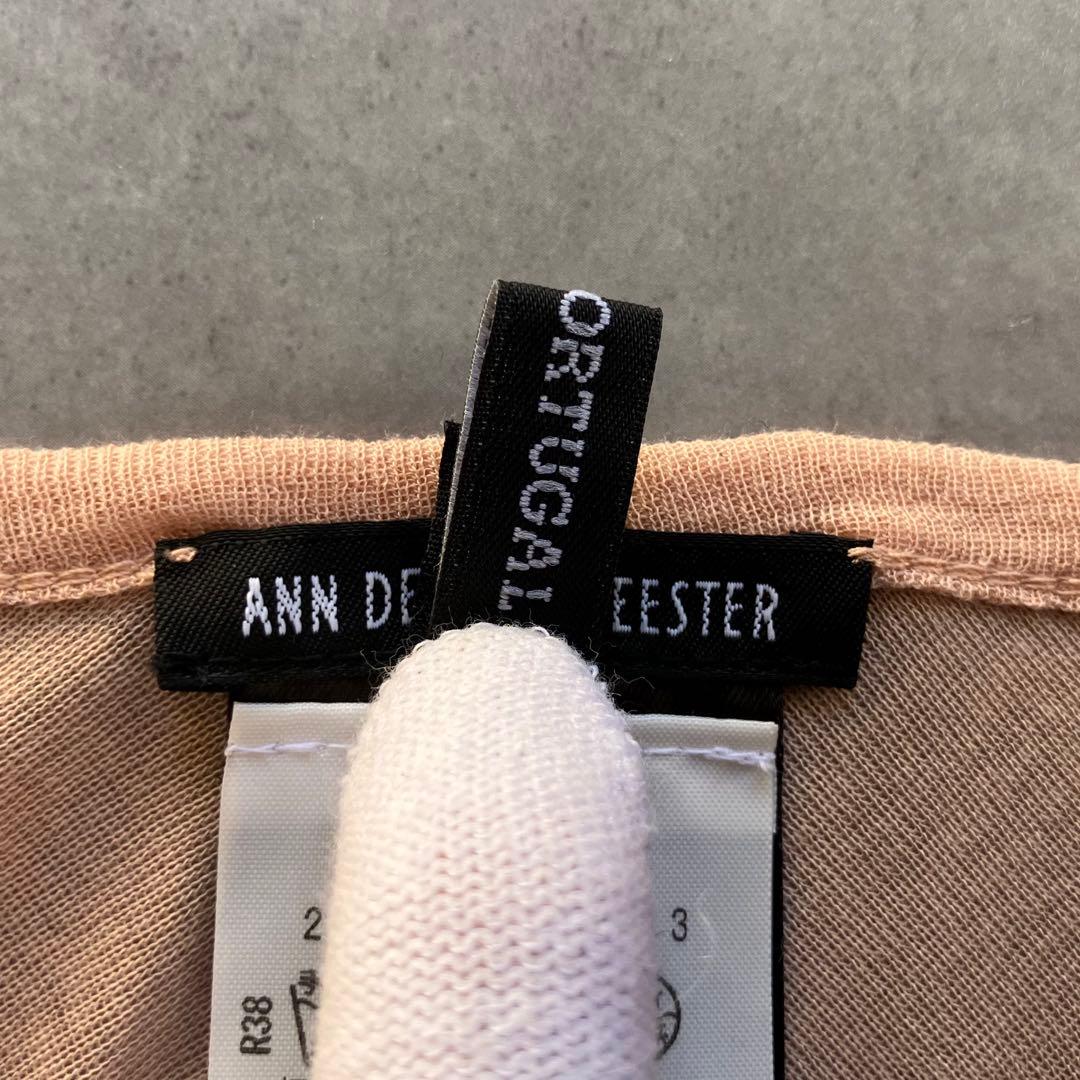 ORTUGAL
ANN DE EESTER
2 3
R38